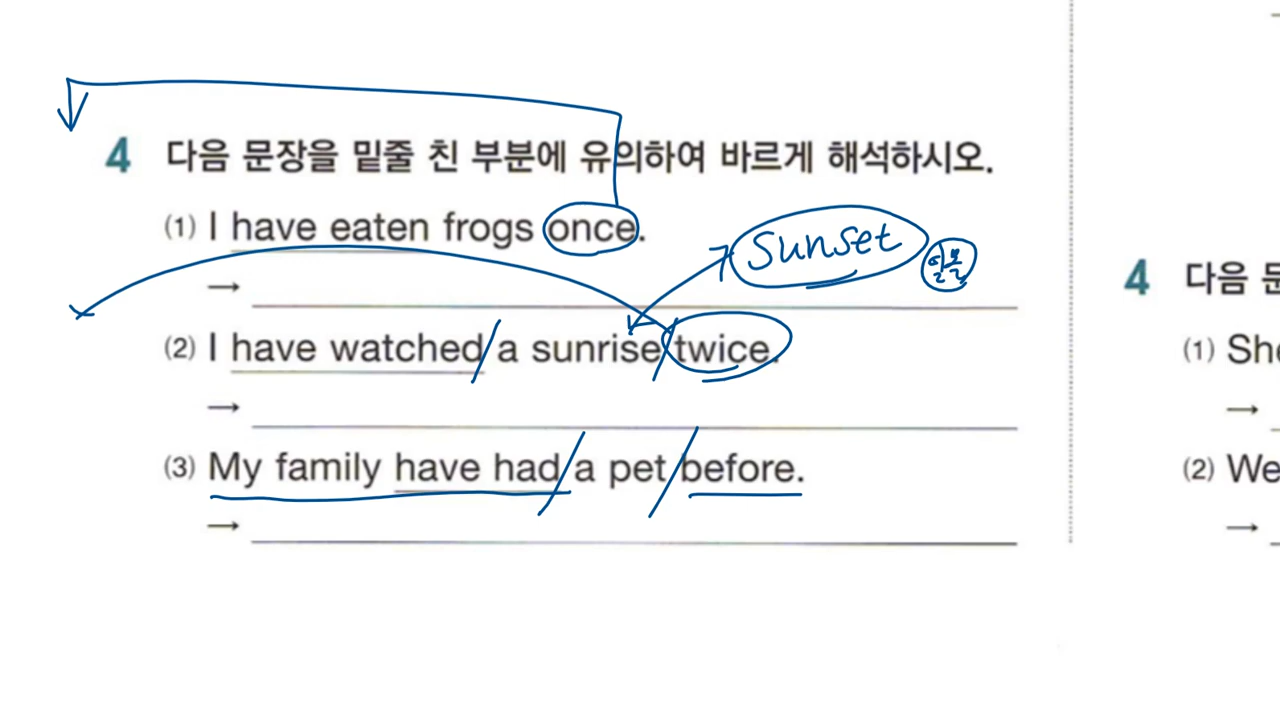 4 다음 문장을 밑줄 친 부분에 유의하여 바르게 해석하시오.
(1) I have eaten frogs once.
→
sunset 일몰
(2) I have watched / a sunrise / twice.
→
(3) My family have had / a pet / before.
→
4 다음 문
(1) She
→
(2) We
→